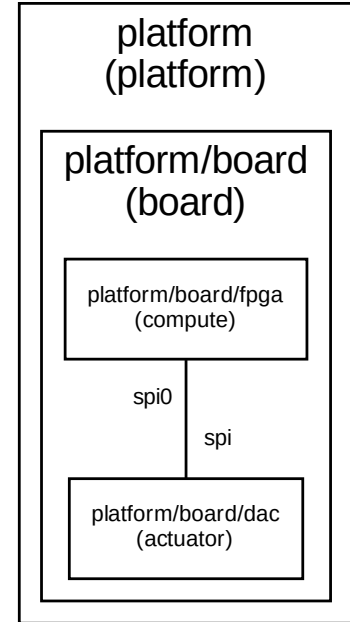 platform
(platform)
platform/board
(board)
platform/board/fpga
(compute)
spi0
spi
platform/board/dac
(actuator)